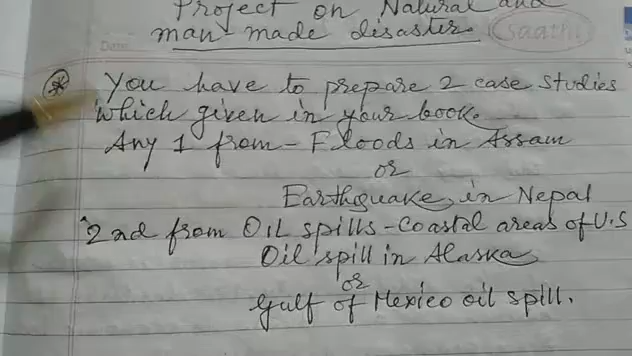 Project on Natural and
man made disaster. saathi
Date
* You have to prepare 2 case studies
which given in your book.
Any 1 from - Floods in Assam
or
Earthquake in Nepal
2nd from Oil spills - Coastal areas of U.S
Oil spill in Alaska
or
Gulf of Mexico oil spill.